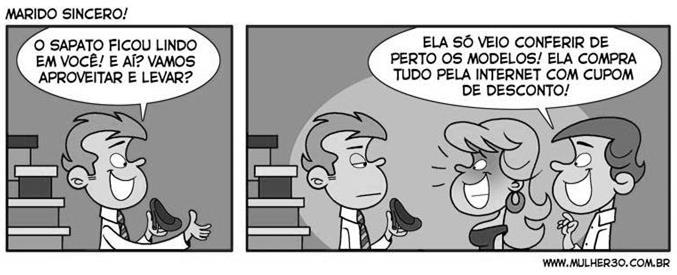 MARIDO SINCERO!
O SAPATO FICOU LINDO
EM VOCÊ! E AÍ? VAMOS
APROVEITAR E LEVAR?
ELA SÓ VEIO CONFERIR DE
PERTO OS MODELOS! ELA COMPRA
TUDO PELA INTERNET COM CUPOM
DE DESCONTO!
WWW.MULHER30.COM.BR